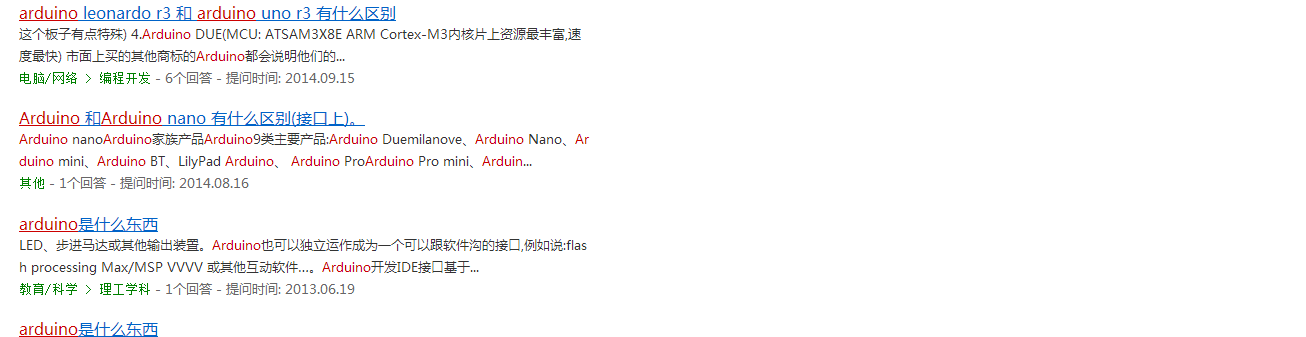 arduino leonardo r3 和 arduino uno r3 有什么区别
这个板子有点特殊) 4.Arduino DUE(MCU: ATSAM3X8E ARM Cortex-M3内核片上资源最丰富,速
度最快) 市面上买的其他商标的Arduino都会说明他们的...
电脑/网络 > 编程开发 - 6个回答 - 提问时间: 2014.09.15
Arduino 和Arduino nano 有什么区别(接口上)。
Arduino nanoArduino家族产品Arduino9类主要产品:Arduino Duemilanove、Arduino Nano、Ar
duino mini、Arduino BT、LilyPad Arduino、 Arduino ProArduino Pro mini、Arduin...
其他 - 1个回答 - 提问时间: 2014.08.16
arduino是什么东西
LED、步进马达或其他输出装置。Arduino也可以独立运作成为一个可以跟软件沟的接口,例如说:flas
h processing Max/MSP VVVV 或其他互动软件…。Arduino开发IDE接口基于...
教育/科学 > 理工学科 - 1个回答 - 提问时间: 2013.06.19
arduino是什么东西